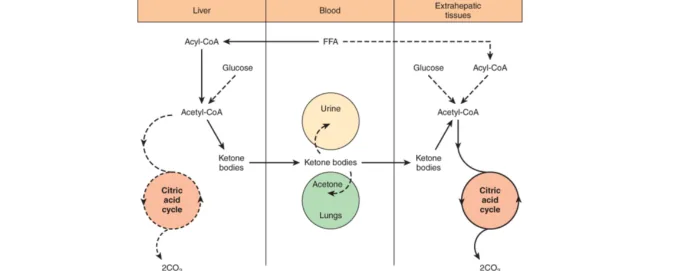 Liver
Blood
Extrahepatic
tissues
Acyl-CoA
FFA
Glucose
Glucose
Acyl-CoA
Acetyl-CoA
Urine
Acetyl-CoA
Ketone
bodies
Ketone bodies
Ketone
bodies
Acetone
Lungs
Citric
acid
cycle
Citric
acid
cycle
2CO₂
2CO₂